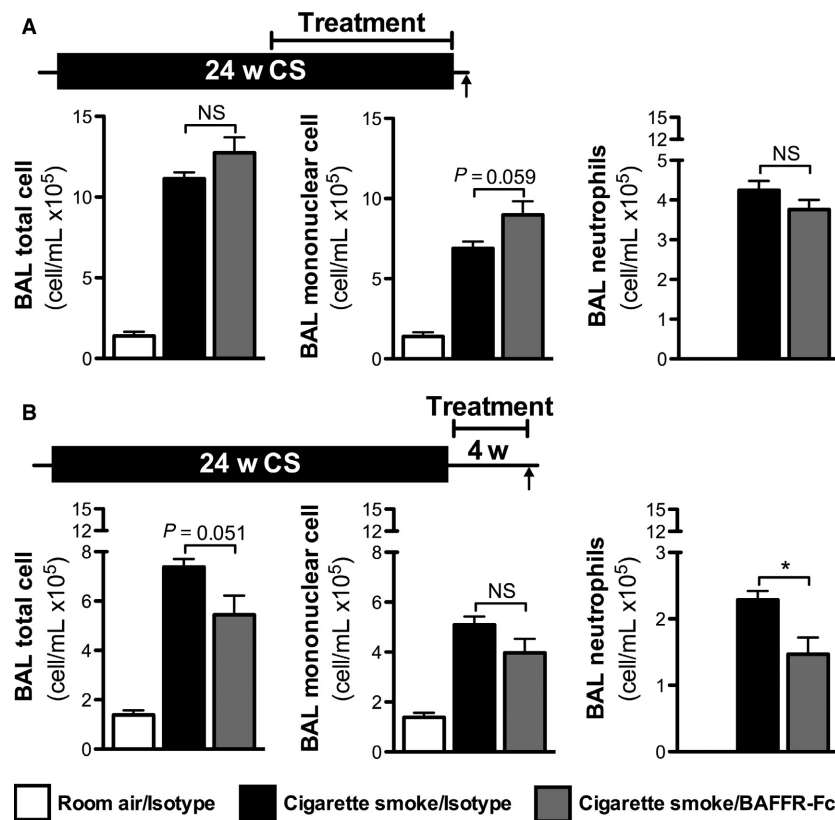 A
Treatment
24 w CS
BAL total cell
(cell/mL x10⁵)
15
10
5
0
NS
BAL mononuclear cell
(cell/mL x10⁵)
15
10
5
0
P = 0.059
BAL neutrophils
(cell/mL x10⁵)
15
12
5
4
3
2
1
0
NS
B
Treatment
24 w CS
4 w
BAL total cell
(cell/mL x10⁵)
15
12
8
6
4
2
0
P = 0.051
BAL mononuclear cell
(cell/mL x10⁵)
15
12
8
6
4
2
0
NS
BAL neutrophils
(cell/mL x10⁵)
15
12
3
2
1
0
*
Room air/Isotype
Cigarette smoke/Isotype
Cigarette smoke/BAFFR-Fc